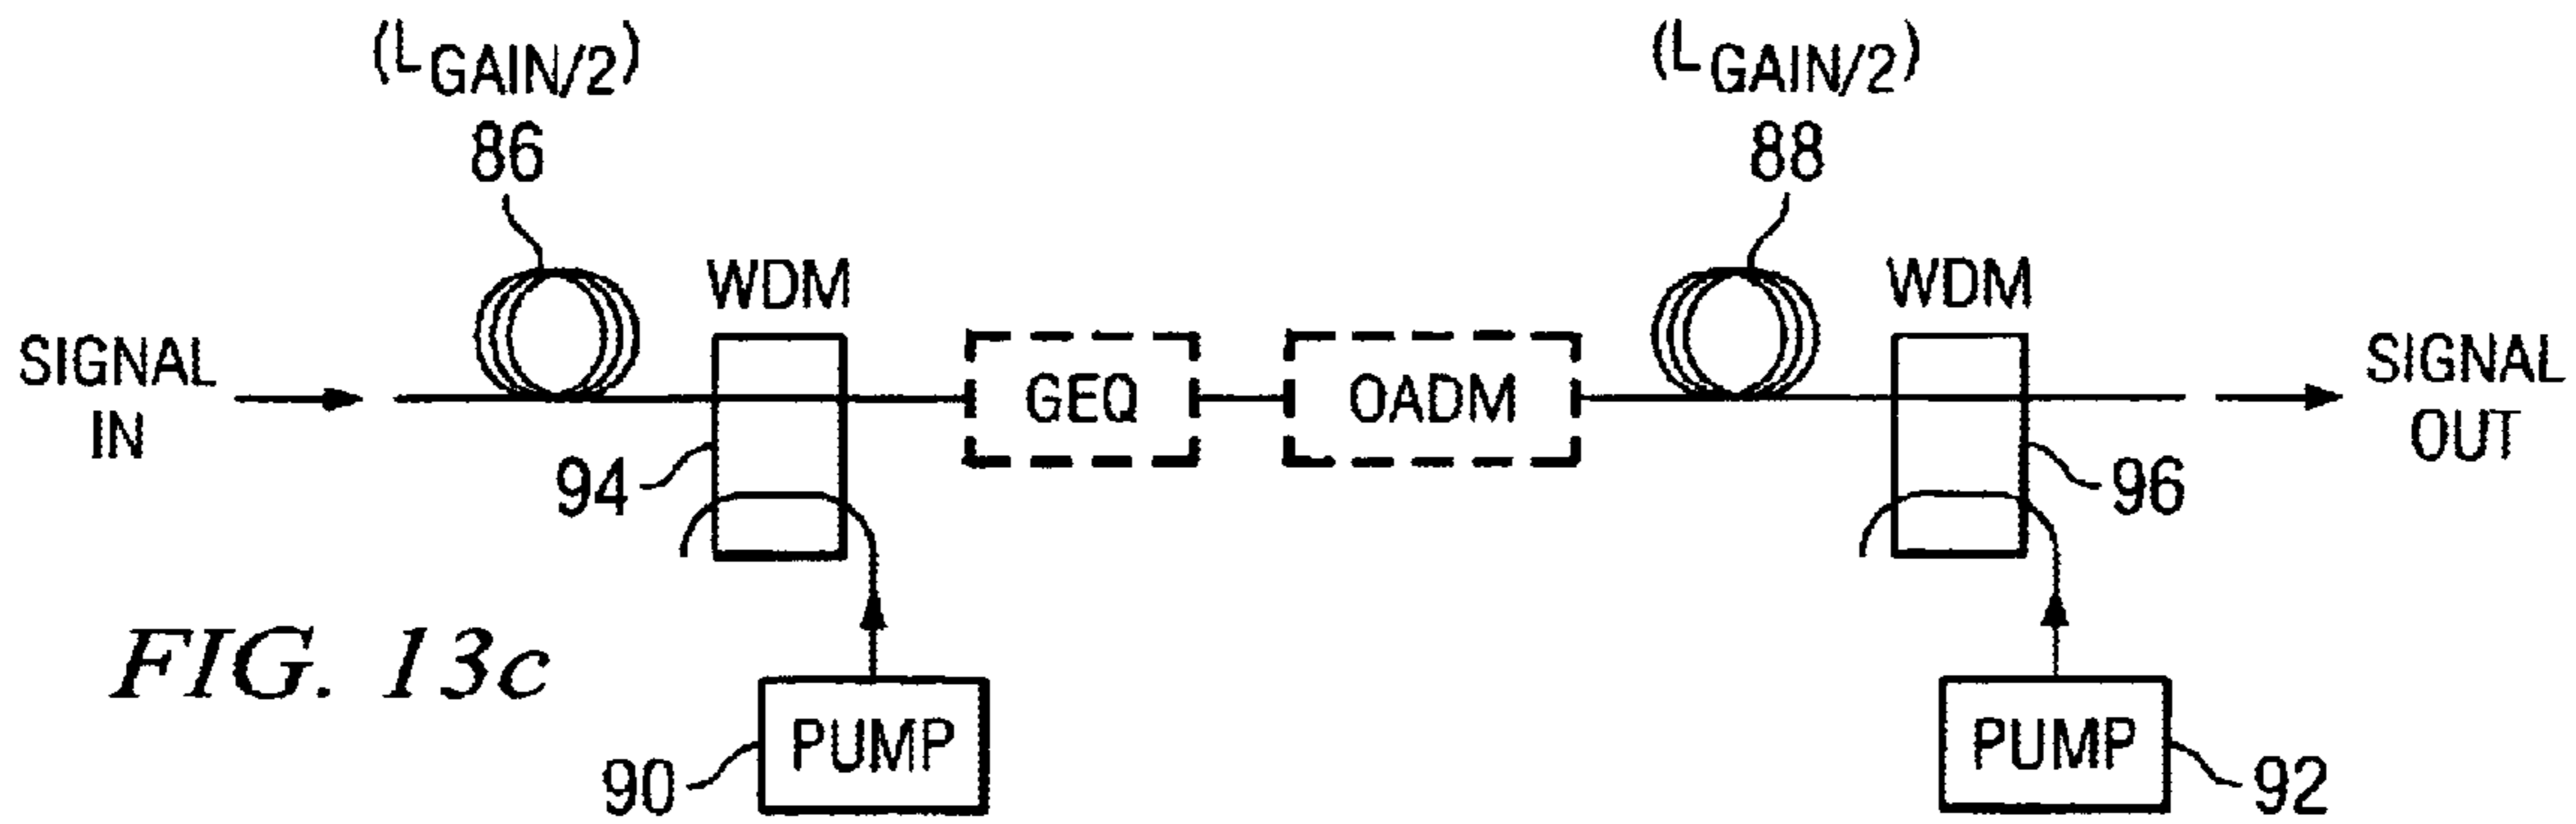 (LGAIN/2)
86
(LGAIN/2)
88
WDM
WDM
SIGNAL
IN
GEQ
OADM
SIGNAL
OUT
94
96
FIG. 13c
PUMP
90
PUMP
92